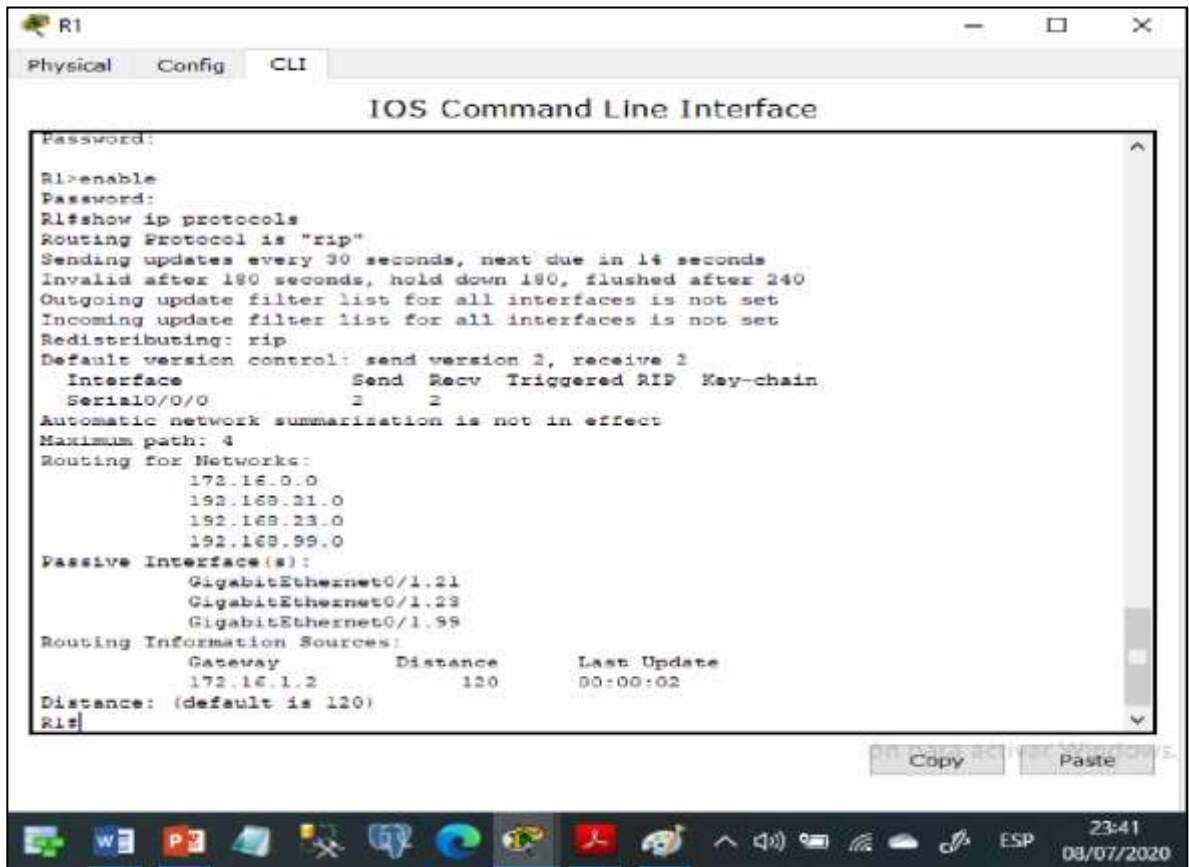 R1
Physical Config CLI
IOS Command Line Interface
Password:
R1>enable
Password:
R1#show ip protocols
Routing Protocol is "rip"
Sending updates every 30 seconds, next due in 14 seconds
Invalid after 180 seconds, hold down 180, flushed after 240
Outgoing update filter list for all interfaces is not set
Incoming update filter list for all interfaces is not set
Redistributing: rip
Default version control: send version 2, receive 2
Interface Send Recv Triggered RIP Key-chain
Serial0/0/0 2 2
Automatic network summarization is not in effect
Maximum path: 4
Routing for Networks:
172.16.0.0
192.168.21.0
192.168.23.0
192.168.99.0
Passive Interface(s):
GigabitEthernet0/1.21
GigabitEthernet0/1.23
GigabitEthernet0/1.99
Routing Information Sources:
Gateway Distance Last Update
172.16.1.2 120 00:00:02
Distance: (default is 120)
R1#
para activar Windows.
Copy Paste
ESP
23:41
08/07/2020